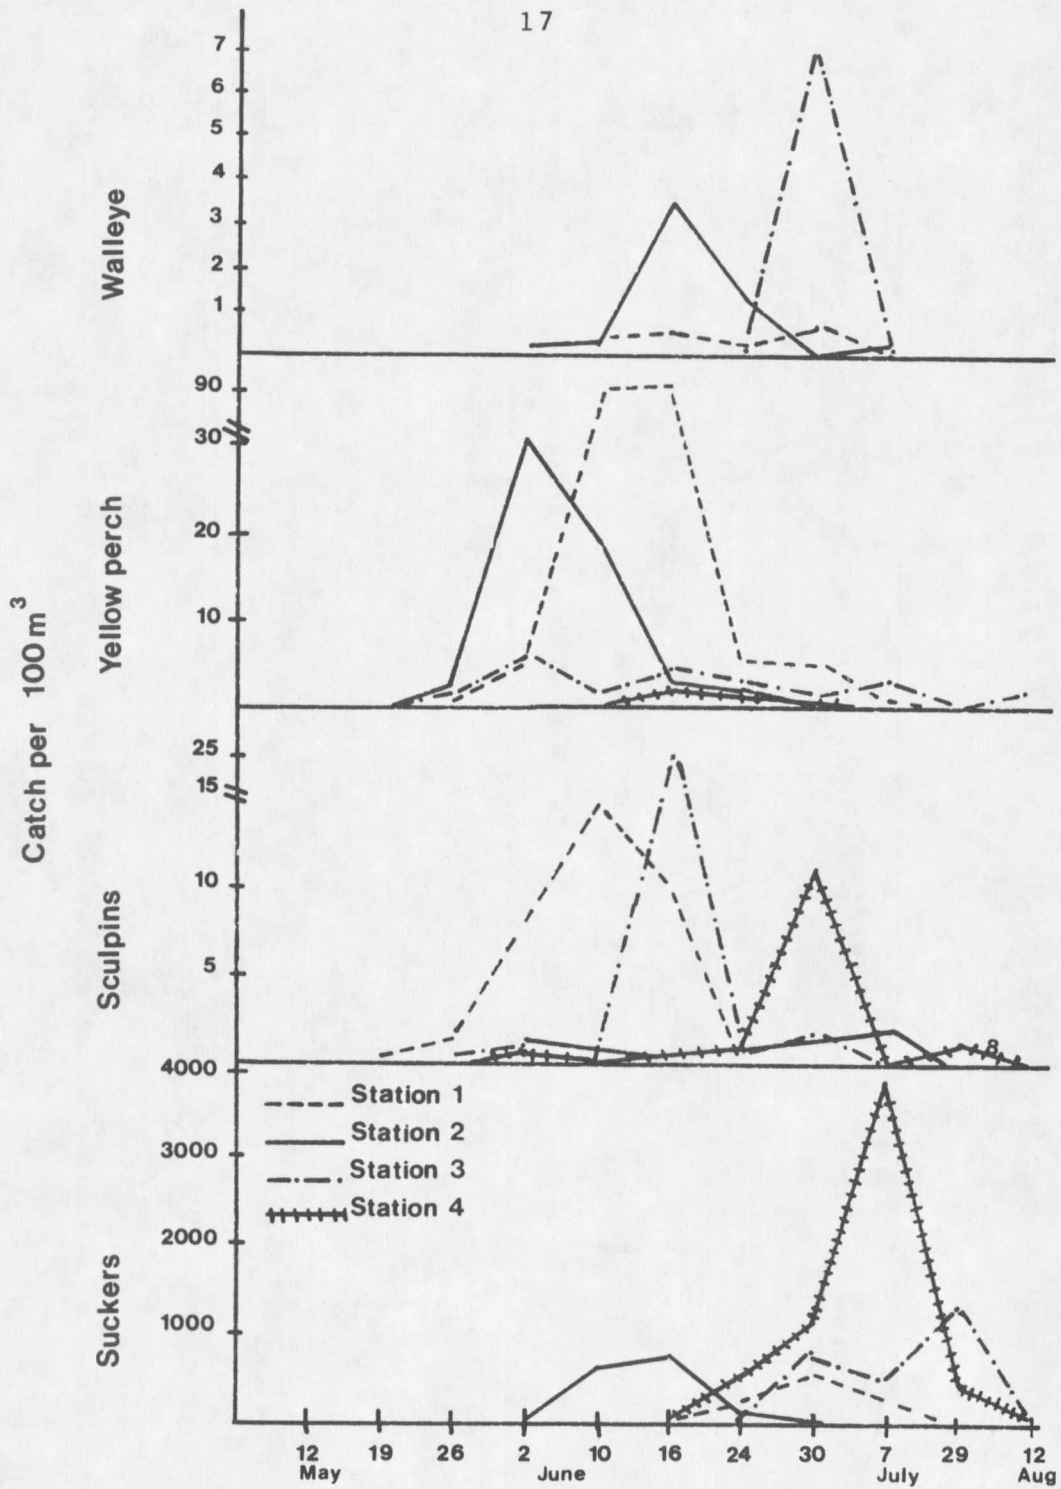 17
Catch per 100 m³
Walleye
7
6
5
4
3
2
1
Yellow perch
90
30
20
10
Sculpins
25
15
10
5
8
Suckers
4000
3000
2000
1000
Station 1
Station 2
Station 3
Station 4
12 19 26 2 10 16 24 30 7 29 12
May June July Aug